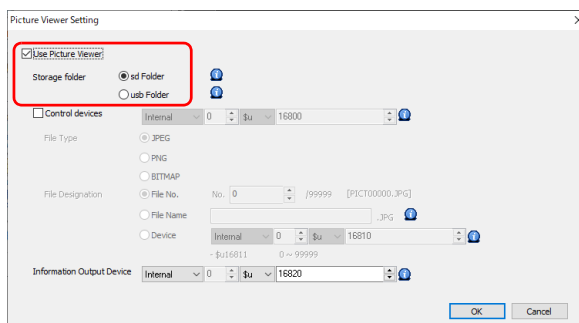 Picture Viewer Setting
Use Picture Viewer
Storage folder sd Folder
usb Folder
Control devices Internal 0 $u 16800
File Type JPEG
PNG
BITMAP
File Designation File No. No. 0 /99999 [PICT00000.JPG]
File Name .JPG
Device Internal 0 $u 16810
- $u16811 0 ~ 99999
Information Output Device Internal 0 $u 16820
OK Cancel